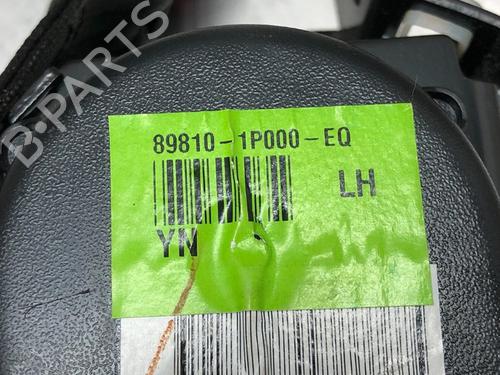 B-PARTS
89810-1P000-EQ
LH
YN